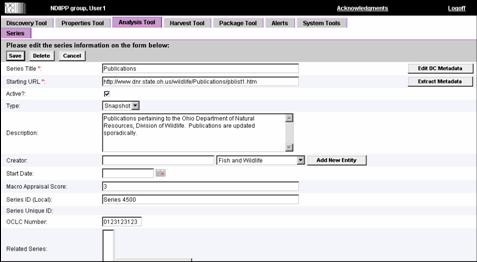 NDIIPP group, User1 Acknowledgments Logoff
Discovery Tool Properties Tool Analysis Tool Harvest Tool Package Tool Alerts System Tools
Series
Please edit the series information on the form below:
Save Delete Cancel
Series Title *: Publications Edit DC Metadata
Starting URL *: http://www.dnr.state.oh.us/wildlife/Publications/pblist1.htm Extract Metadata
Active?:
Type: Snapshot
Description: Publications pertaining to the Ohio Department of Natural
Resources, Division of Wildlife. Publications are updated
sporadically.
Creator: Fish and Wildlife Add New Entity
Start Date:
Macro Appraisal Score: 3
Series ID (Local): Series 4500
Series Unique ID:
OCLC Number: 0123123123
Related Series: